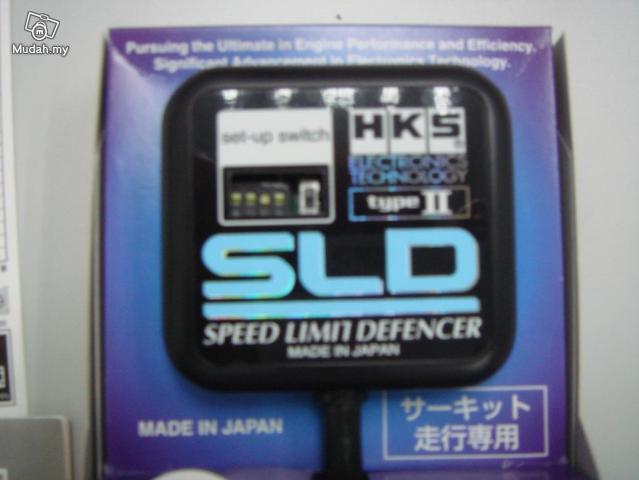 Mudah.my
Pursuing the Ultimate in Engine Performance and Efficiency.
Significant Advancement in Electronics Technology.
set-up switch
HKS
®
ELECTRONICS
TECHNOLOGY
type II
SLD
SPEED LIMIT DEFENCER
MADE IN JAPAN
MADE IN JAPAN
サーキット
走行専用